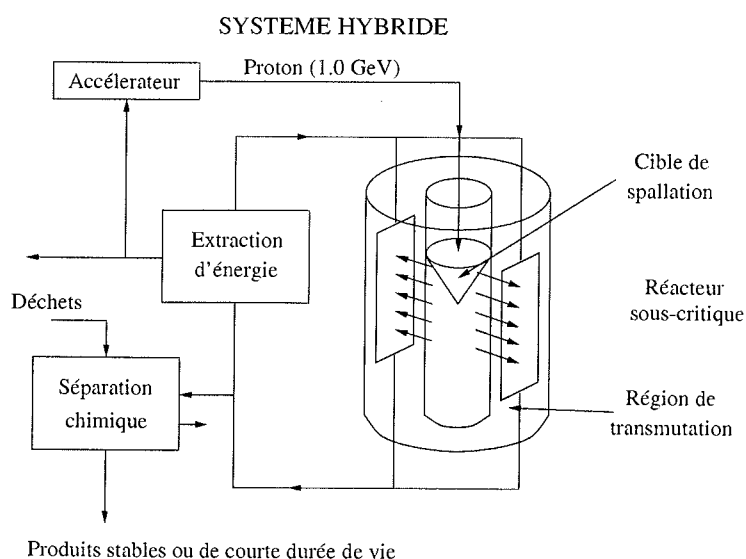 SYSTEME HYBRIDE
Accélerateur
Proton (1.0 GeV)
Cible de
spallation
Extraction
d'énergie
Réacteur
sous-critique
Déchets
Séparation
chimique
Région de
transmutation
Produits stables ou de courte durée de vie